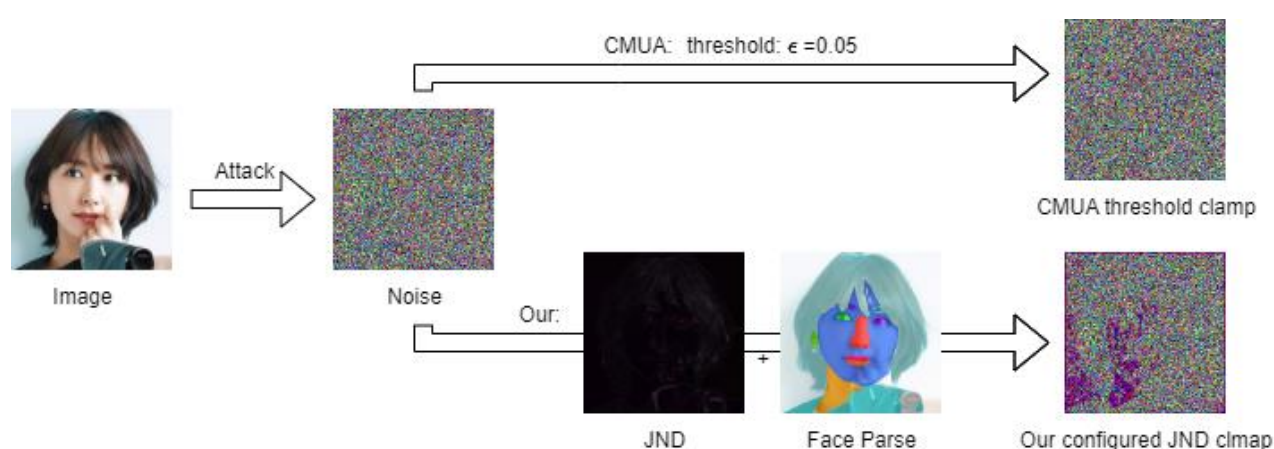 CMUA: threshold: ϵ =0.05
Attack
CMUA threshold clamp
Image
Noise
Our:
+
JND
Face Parse
Our configured JND clmap